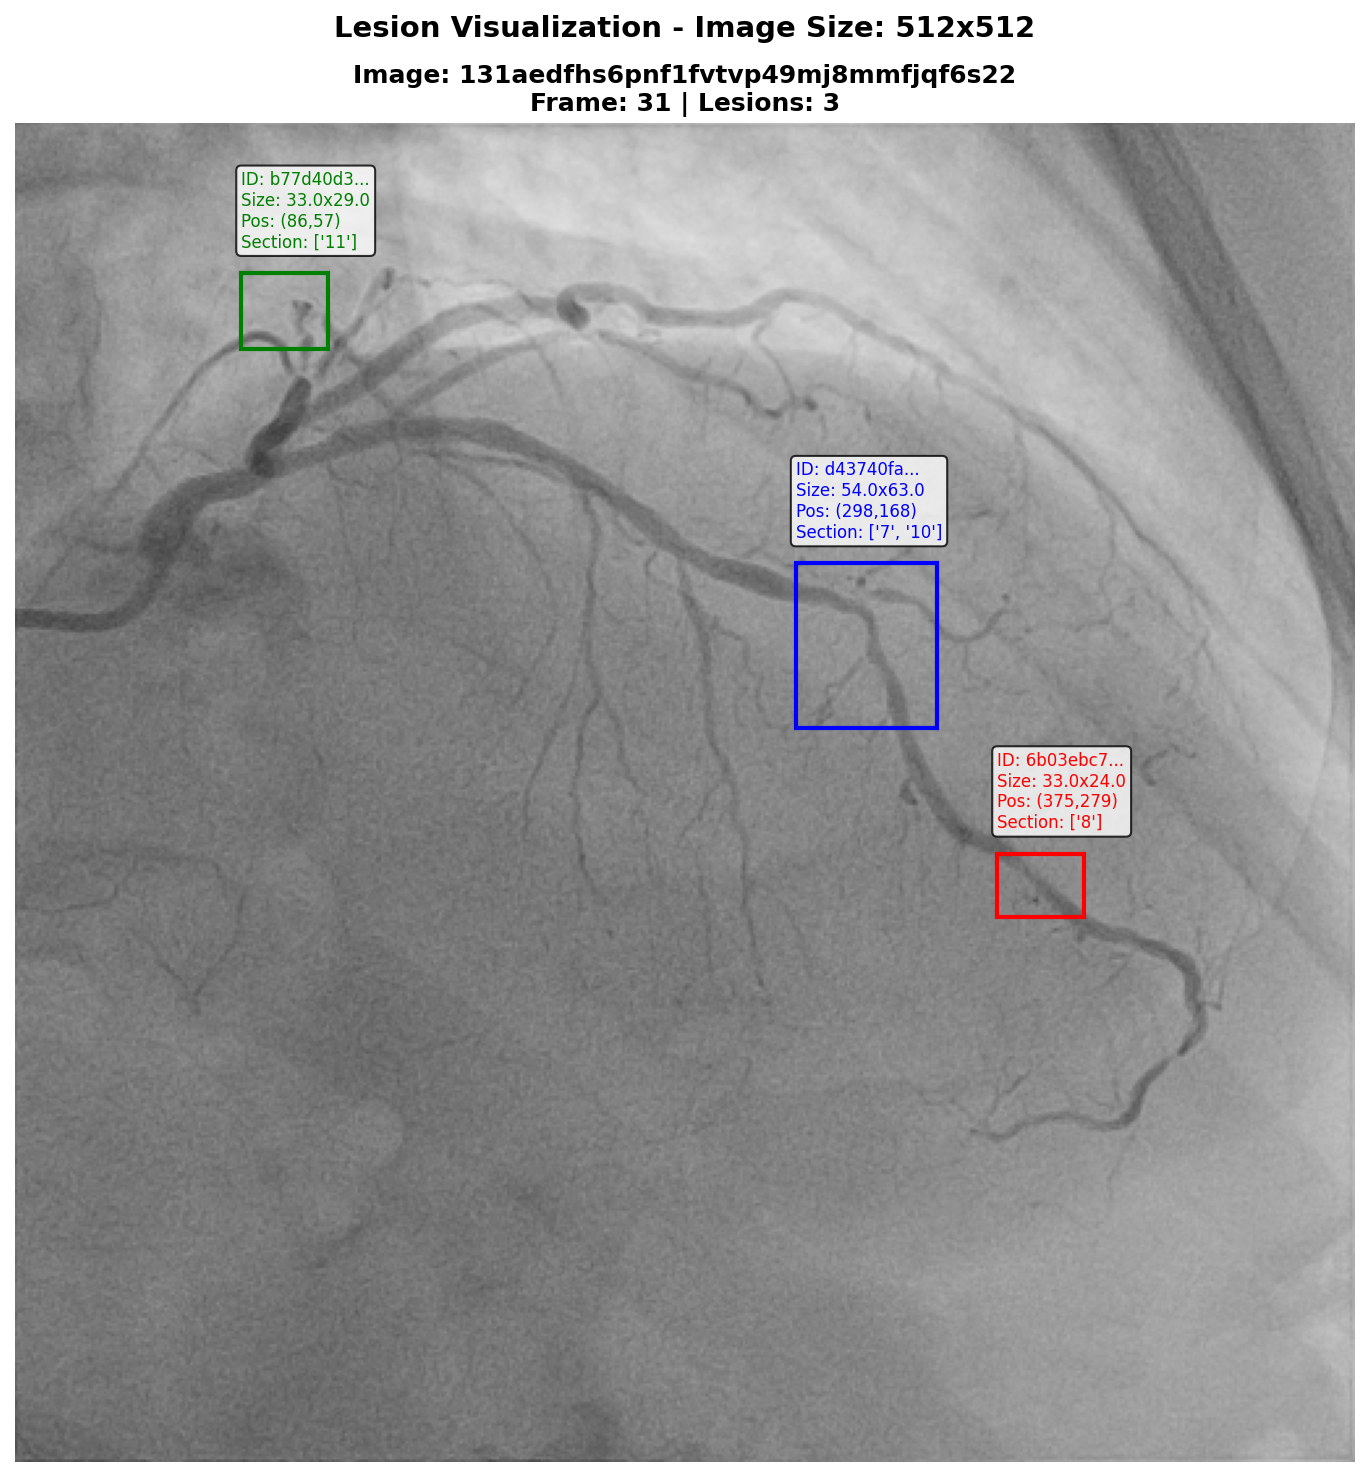 Lesion Visualization - Image Size: 512x512
Image: 131aedfhs6pnf1fvtvp49mj8mmfjqf6s22
Frame: 31 | Lesions: 3
ID: b77d40d3...
Size: 33.0x29.0
Pos: (86,57)
Section: ['11']
ID: d43740fa...
Size: 54.0x63.0
Pos: (298,168)
Section: ['7', '10']
ID: 6b03ebc7...
Size: 33.0x24.0
Pos: (375,279)
Section: ['8']